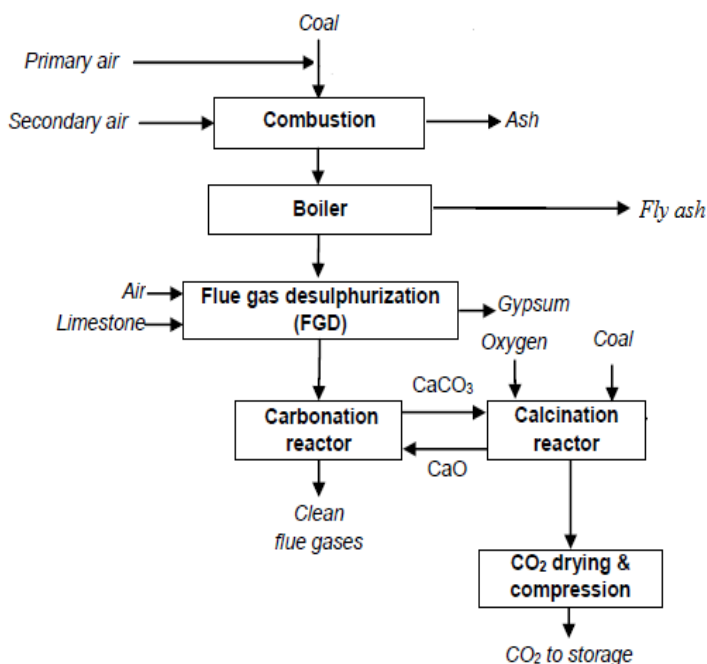 Coal
Primary air
Secondary air
Combustion
Ash
Boiler
Fly ash
Air
Limestone
Flue gas desulphurization
(FGD)
Gypsum
Oxygen
Coal
CaCO₃
Carbonation
reactor
Calcination
reactor
CaO
Clean
flue gases
CO₂ drying &
compression
CO₂ to storage